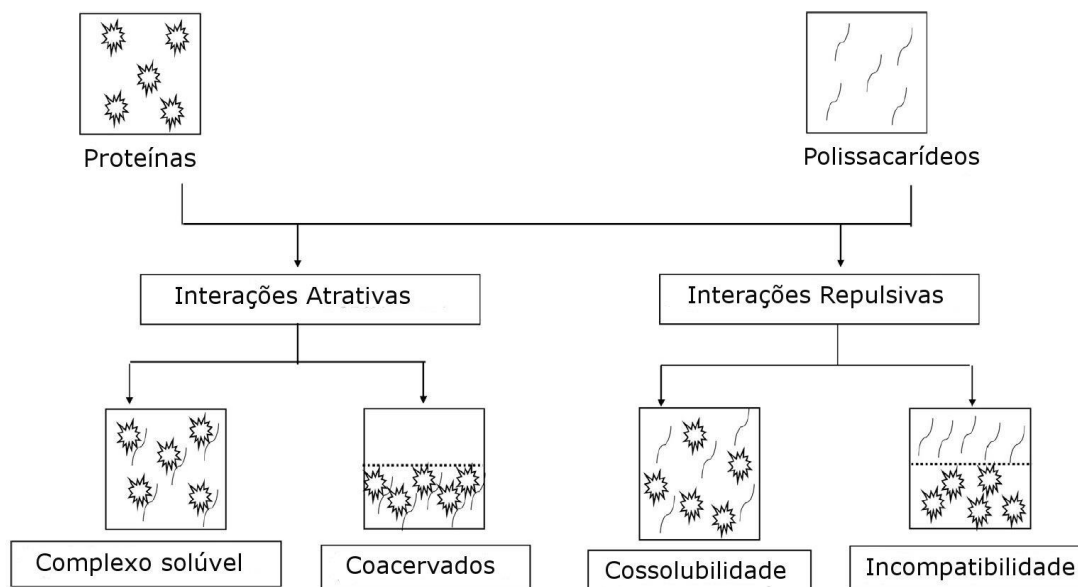 Proteínas
Polissacarídeos
Interações Atrativas
Interações Repulsivas
Complexo solúvel
Coacervados
Cossolubilidade
Incompatibilidade